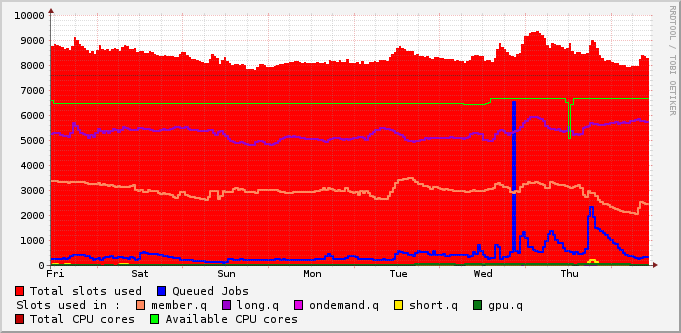 10000
9000
8000
7000
6000
5000
4000
3000
2000
1000
0
Fri Sat Sun Mon Tue Wed Thu
Total slots used Queued Jobs
Slots used in : member.q long.q ondemand.q short.q gpu.q
Total CPU cores Available CPU cores
RRDTOOL / TOBI OETIKER